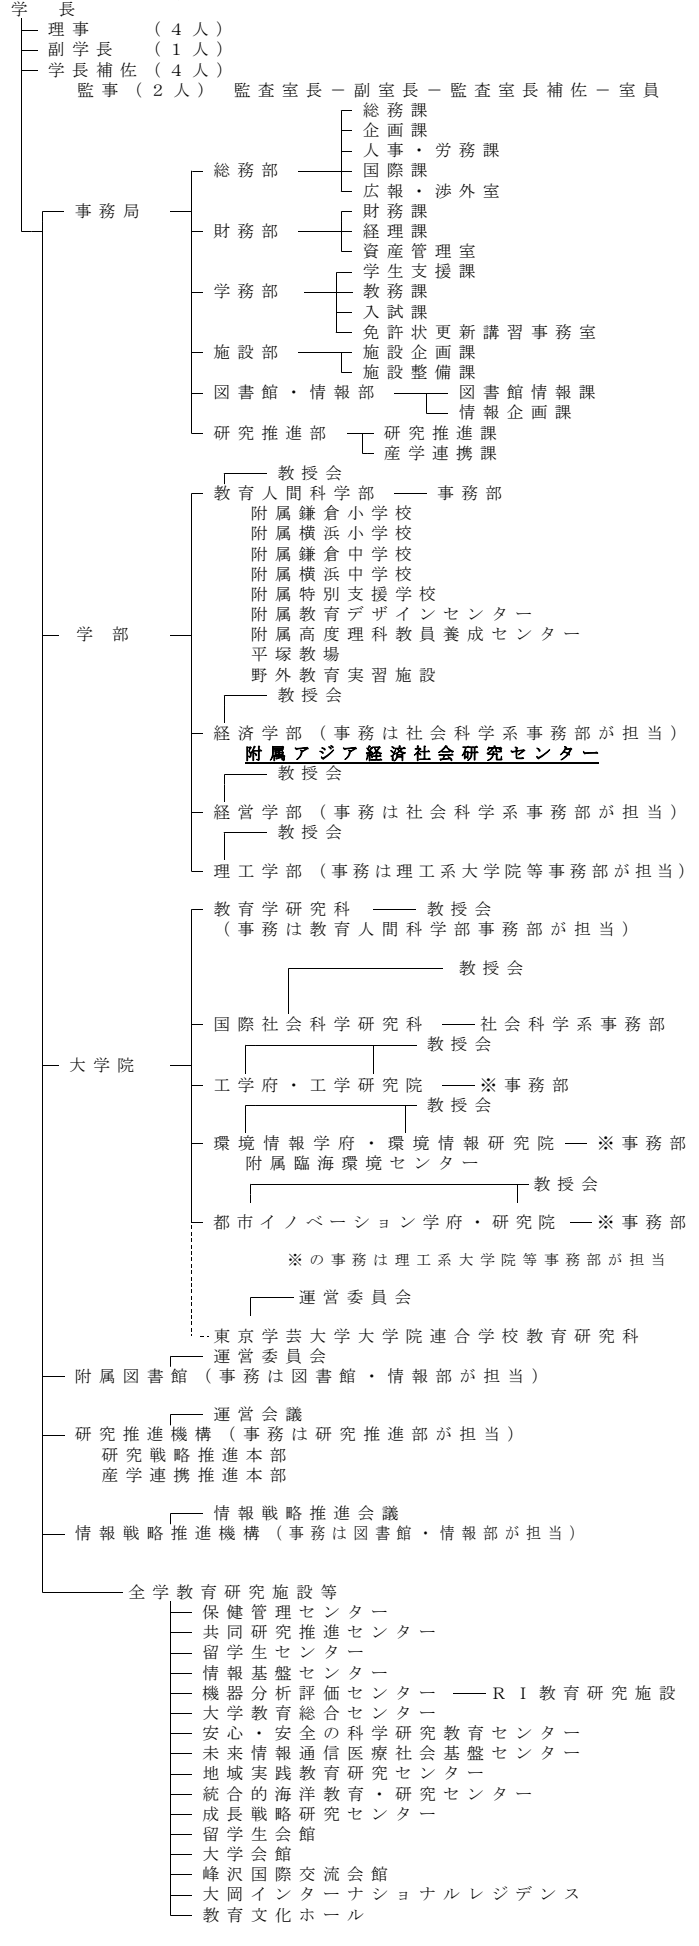 学　長
理事　（４人）
副学長　（１人）
学長補佐（４人）
監事（２人）　監査室長－副室長－監査室長補佐－室員
総務課
企画課
人事・労務課
総務部　国際課
広報・渉外室
事務局　財務課
財務部　経理課
資産管理室
学生支援課
学務部　教務課
入試課
免許状更新講習事務室
施設部　施設企画課
施設整備課
図書館・情報部　図書館情報課
情報企画課
研究推進部　研究推進課
産学連携課
教授会
教育人間科学部　事務部
附属鎌倉小学校
附属横浜小学校
附属鎌倉中学校
附属横浜中学校
附属特別支援学校
附属教育デザインセンター
学　部　附属高度理科教員養成センター
平塚教場
野外教育実習施設
教授会
経済学部（事務は社会科学系事務部が担当）
附属アジア経済社会研究センター
教授会
経営学部（事務は社会科学系事務部が担当）
教授会
理工学部（事務は理工系大学院等事務部が担当）
教育学研究科　教授会
（事務は教育人間科学部事務部が担当）
教授会
国際社会科学研究科　社会科学系事務部
教授会
大学院
工学府・工学研究院　※事務部
教授会
環境情報学府・環境情報研究院　※事務部
附属臨海環境センター
教授会
都市イノベーション学府・研究院　※事務部
※の事務は理工系大学院等事務部が担当
運営委員会
東京学芸大学大学院連合学校教育研究科
運営委員会
附属図書館（事務は図書館・情報部が担当）
運営会議
研究推進機構（事務は研究推進部が担当）
研究戦略推進本部
産学連携推進本部
情報戦略推進会議
情報戦略推進機構（事務は図書館・情報部が担当）
全学教育研究施設等
保健管理センター
共同研究推進センター
留学生センター
情報基盤センター
機器分析評価センター　ＲＩ教育研究施設
大学教育総合センター
安心・安全の科学研究教育センター
未来情報通信医療社会基盤センター
地域実践教育研究センター
統合的海洋教育・研究センター
成長戦略研究センター
留学生会館
大学会館
峰沢国際交流会館
大岡インターナショナルレジデンス
教育文化ホール